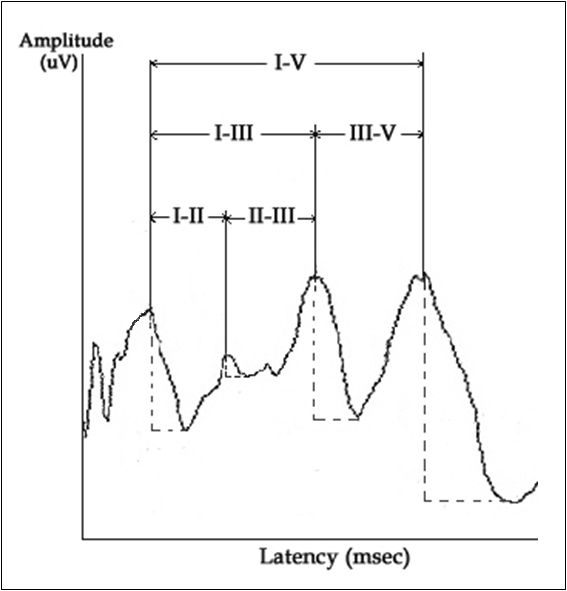 Amplitude
(uV)
I-V
I-III
III-V
I-II
II-III
Latency (msec)